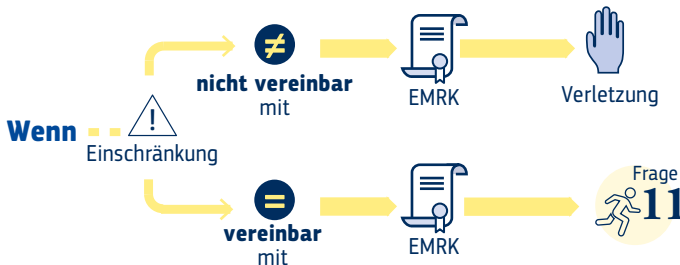 ≠
nicht vereinbar
mit
EMRK
Verletzung
Wenn
!
Einschränkung
=
vereinbar
mit
EMRK
Frage
11